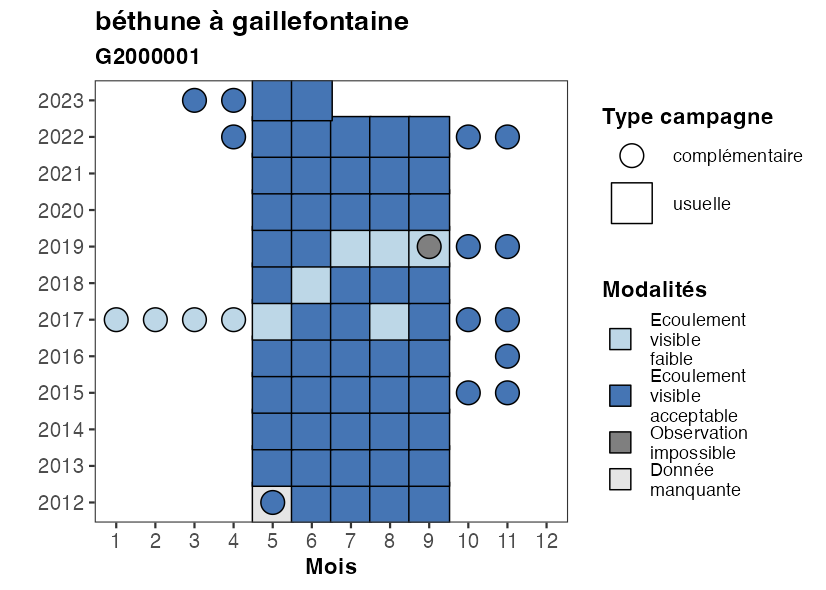 béthune à gaillefontaine
G2000001
2023
2022
2021
2020
2019
2018
2017
2016
2015
2014
2013
2012
1 2 3 4 5 6 7 8 9 10 11 12
Mois
Type campagne
complémentaire
usuelle
Modalités
Ecoulement
visible
faible
Ecoulement
visible
acceptable
Observation
impossible
Donnée
manquante